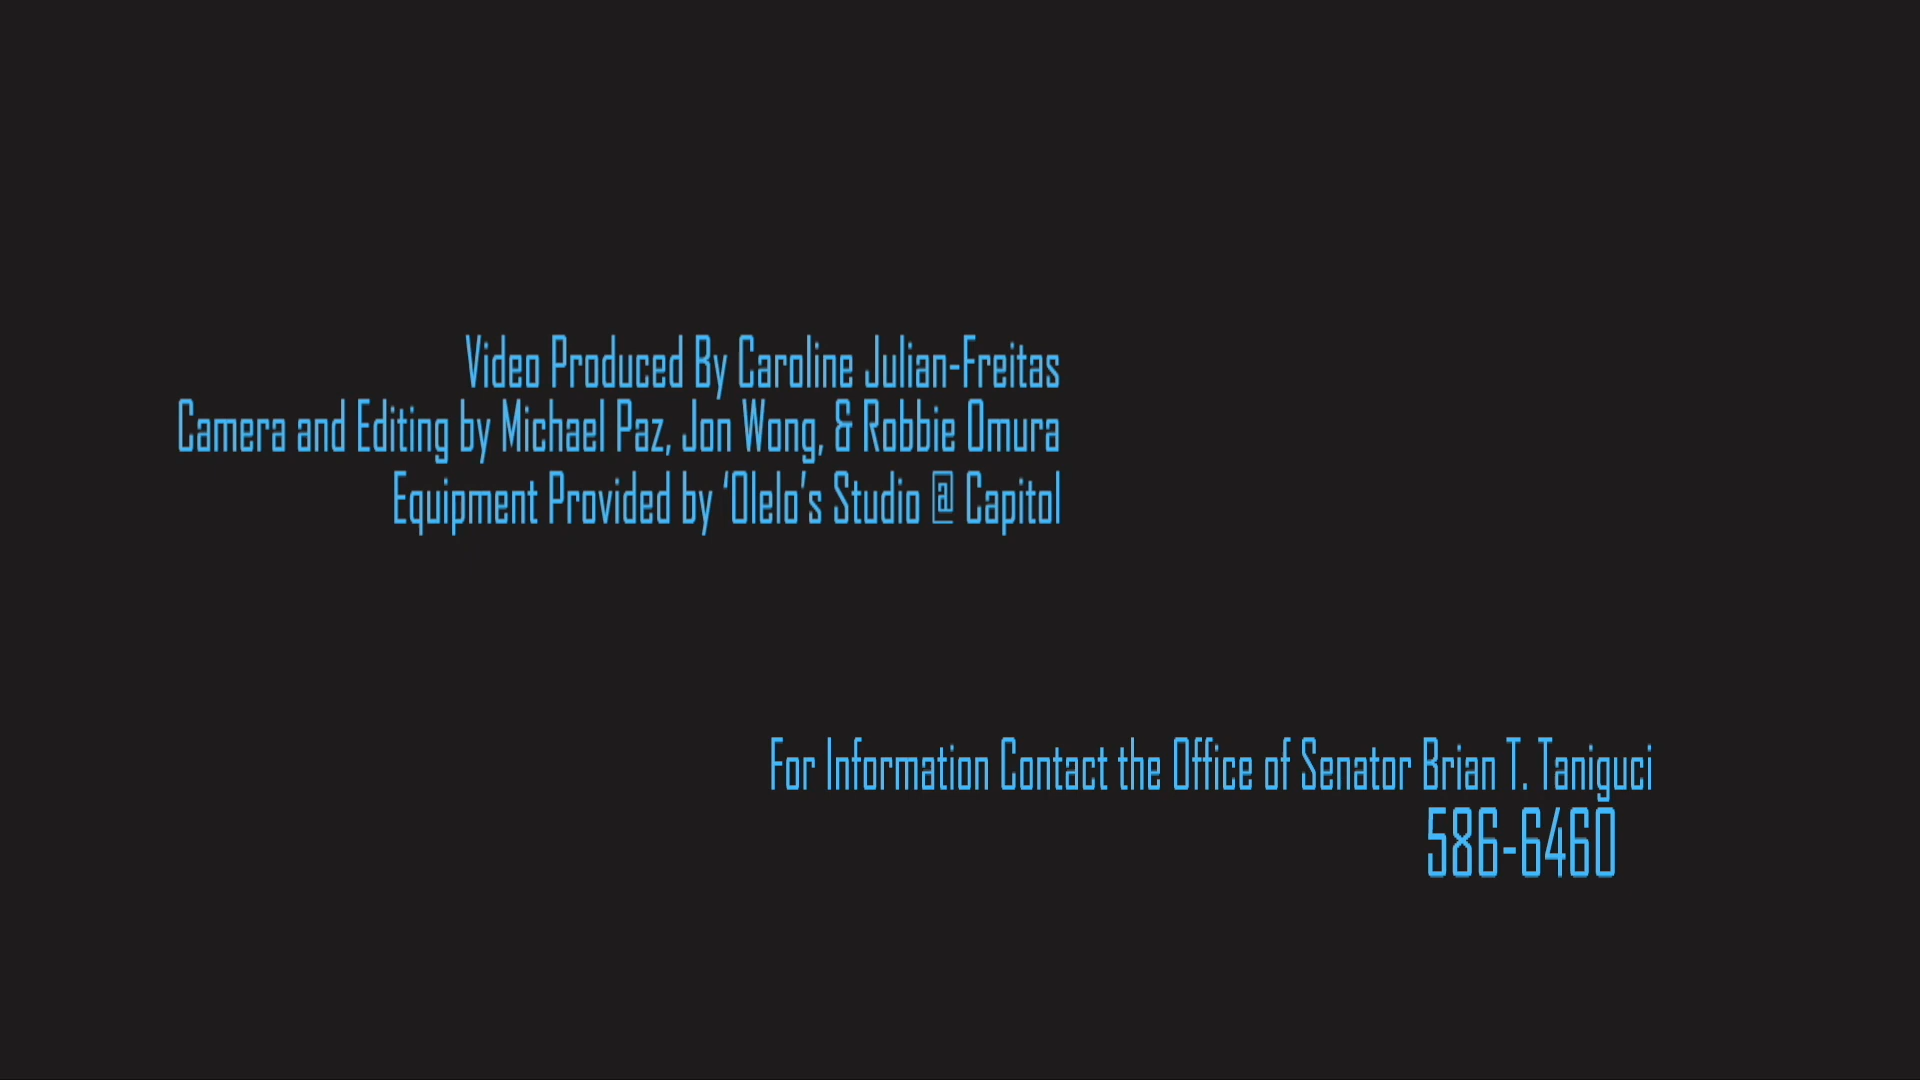 Video Produced By Caroline Julian-Freitas
Camera and Editing by Michael Paz, Jon Wong, & Robbie Omura
Equipment Provided by ‘Olelo’s Studio @ Capitol
For Information Contact the Office of Senator Brian T. Taniguci
586-6460